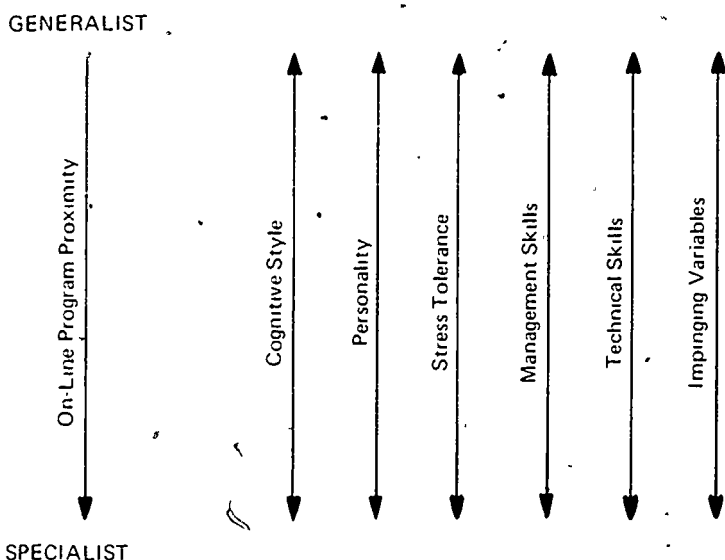 GENERALIST
On-Line Program Proximity
Cognitive Style
Personality
Stress Tolerance
Management Skills
Technical Skills
Impinging Variables
SPECIALIST